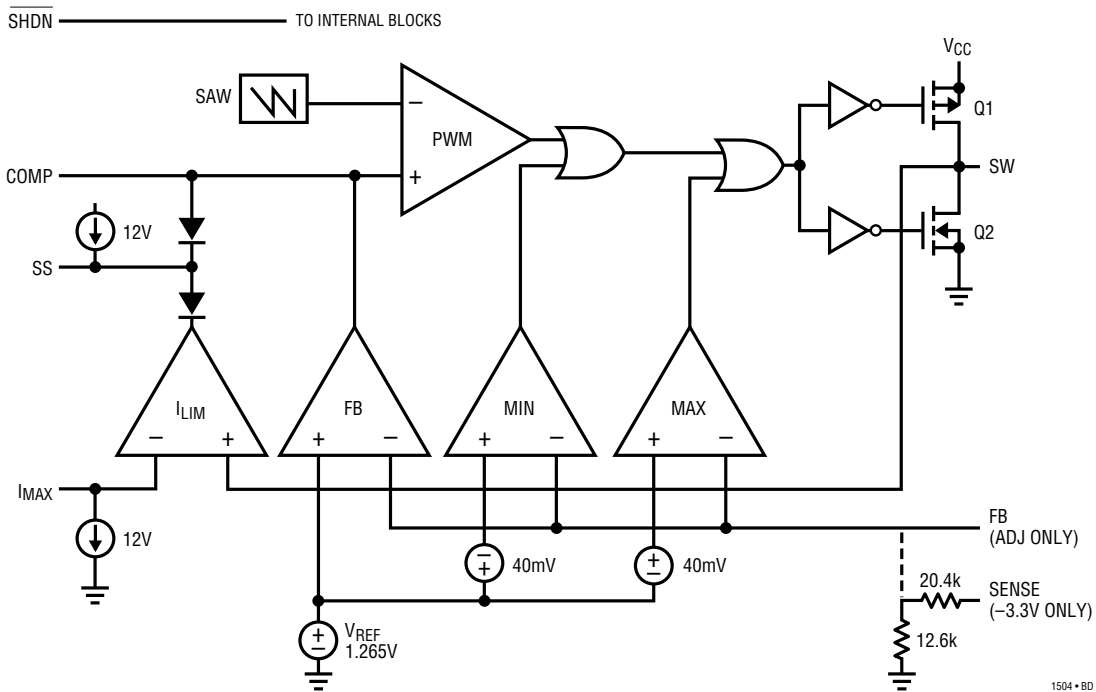 SHDN
TO INTERNAL BLOCKS
VCC
SAW
PWM
Q1
COMP
SW
12V
Q2
SS
ILIM
FB
MIN
MAX
IMAX
12V
FB
(ADJ ONLY)
40mV
40mV
20.4k
SENSE
(–3.3V ONLY)
VREF
1.265V
12.6k
1504 • BD